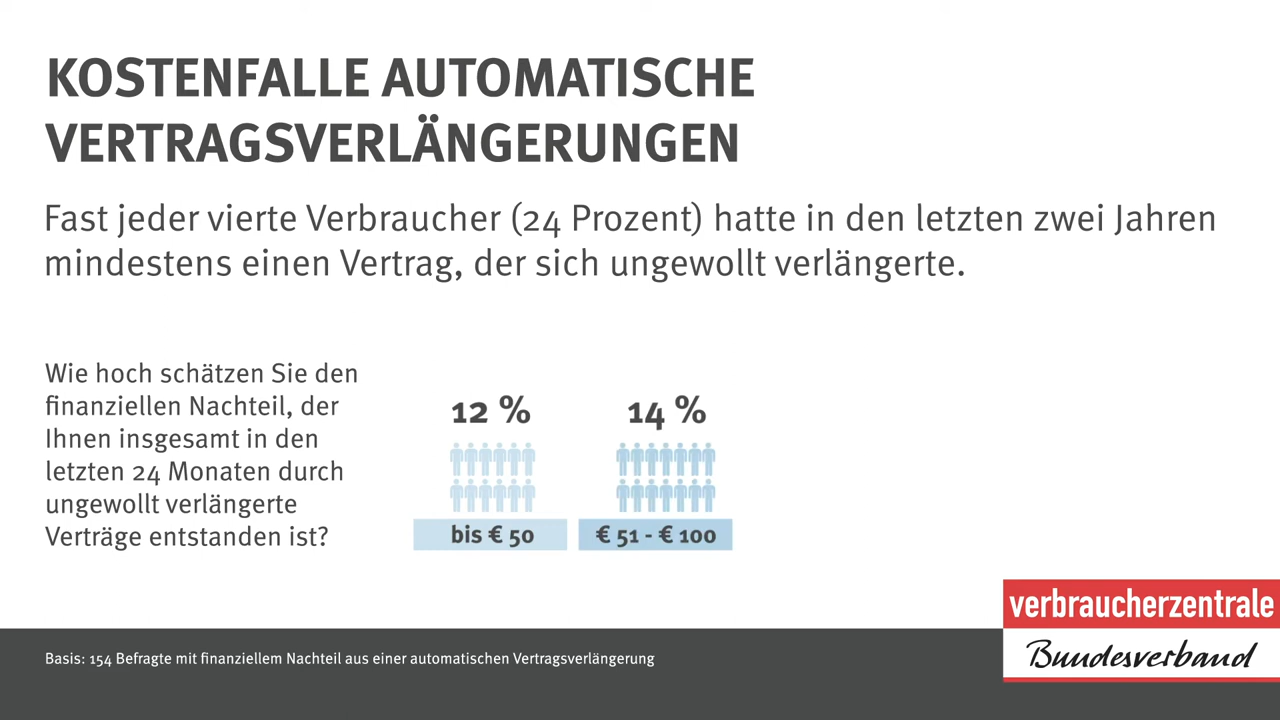 KOSTENFALLE AUTOMATISCHE
VERTRAGSVERLÄNGERUNGEN
Fast jeder vierte Verbraucher (24 Prozent) hatte in den letzten zwei Jahren
mindestens einen Vertrag, der sich ungewollt verlängerte.
Wie hoch schätzen Sie den
finanziellen Nachteil, der
Ihnen insgesamt in den
letzten 24 Monaten durch
ungewollt verlängerte
Verträge entstanden ist?
12 %
14 %
bis € 50
€ 51 - € 100
verbraucherzentrale
Bundesverband
Basis: 154 Befragte mit finanziellem Nachteil aus einer automatischen Vertragsverlängerung